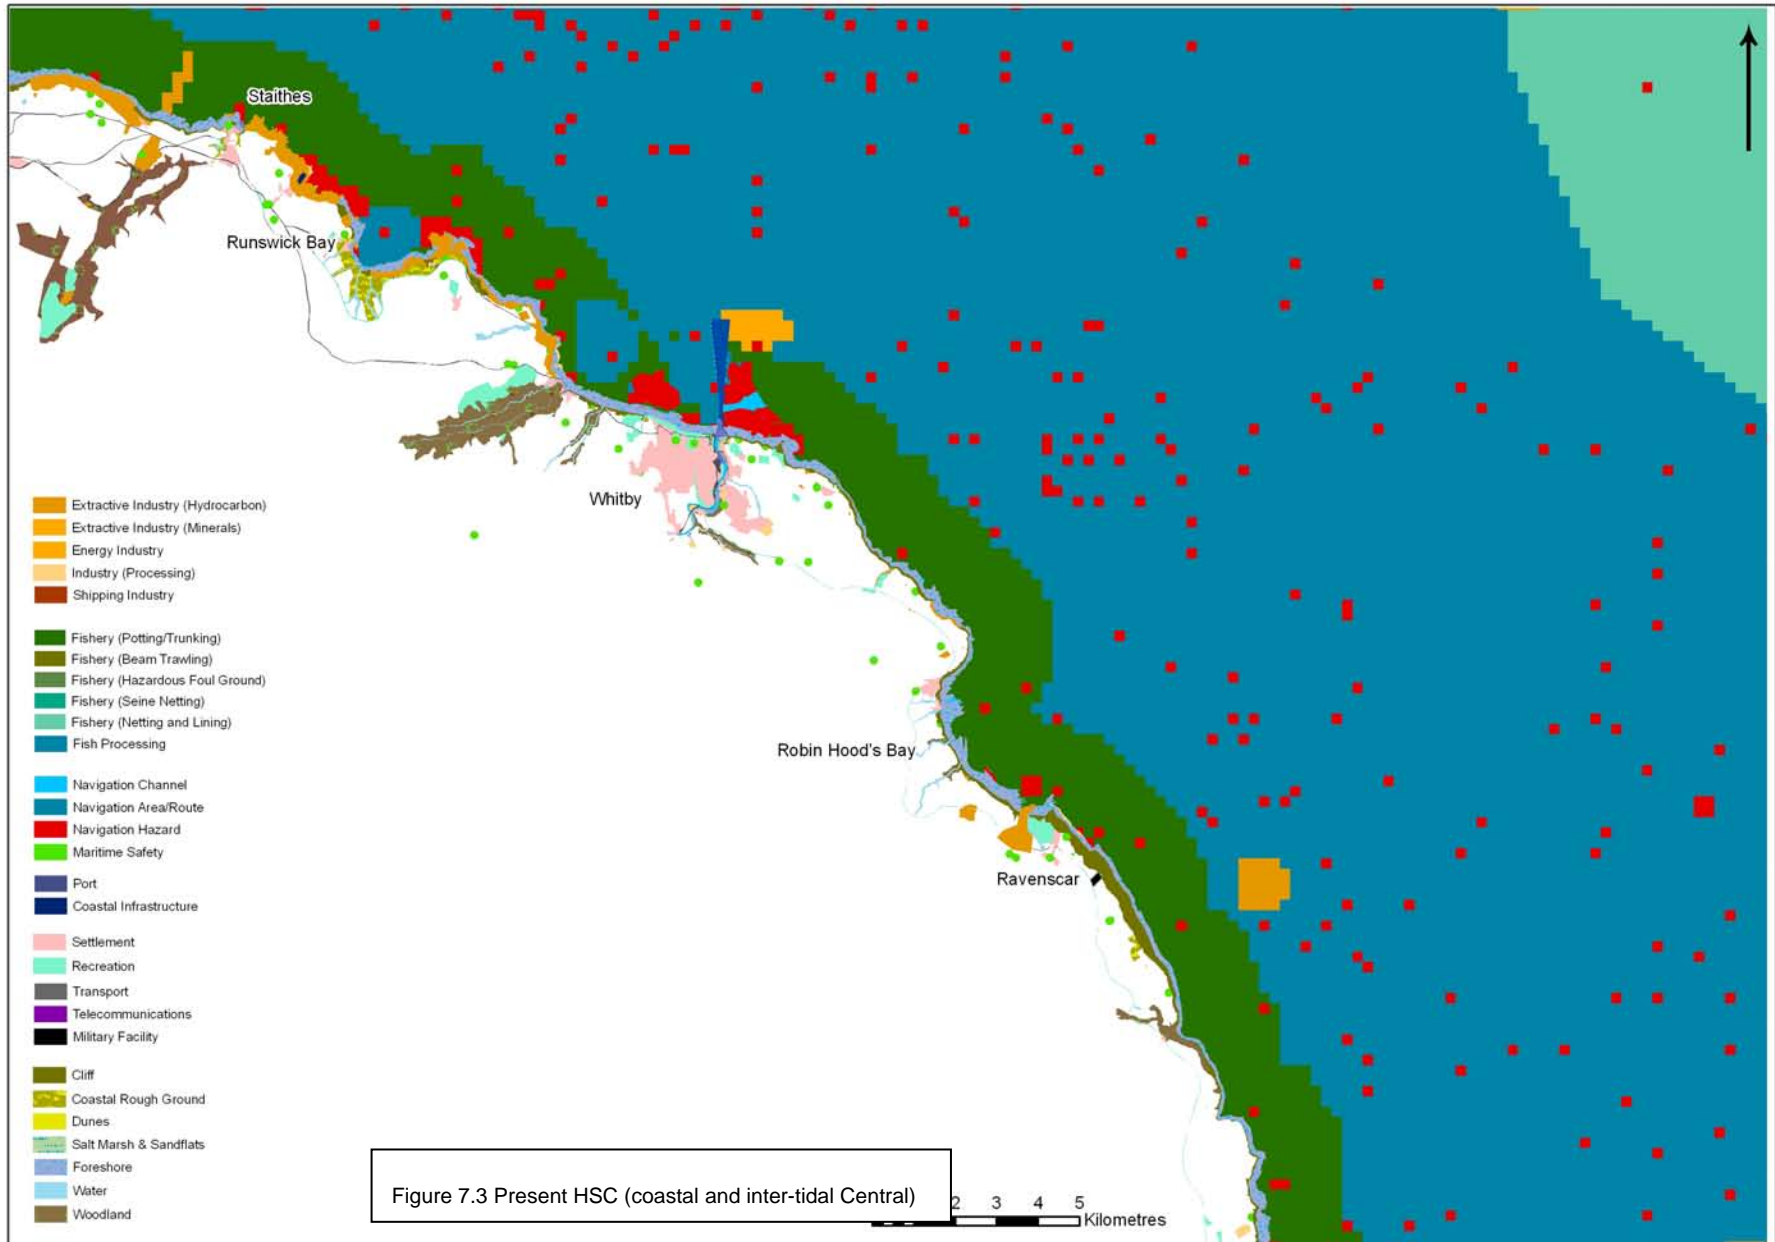 Staithes
Runswick Bay
Whitby
Robin Hood's Bay
Ravenscar
Extractive Industry (Hydrocarbon)
Extractive Industry (Minerals)
Energy Industry
Industry (Processing)
Shipping Industry
Fishery (Potting/Trunking)
Fishery (Beam Trawling)
Fishery (Hazardous Foul Ground)
Fishery (Seine Netting)
Fishery (Netting and Lining)
Fish Processing
Navigation Channel
Navigation Area/Route
Navigation Hazard
Maritime Safety
Port
Coastal Infrastructure
Settlement
Recreation
Transport
Telecommunications
Military Facility
Cliff
Coastal Rough Ground
Dunes
Salt Marsh & Sandflats
Foreshore
Water
Woodland
Figure 7.3 Present HSC (coastal and inter-tidal Central)
2 3 4 5
Kilometres